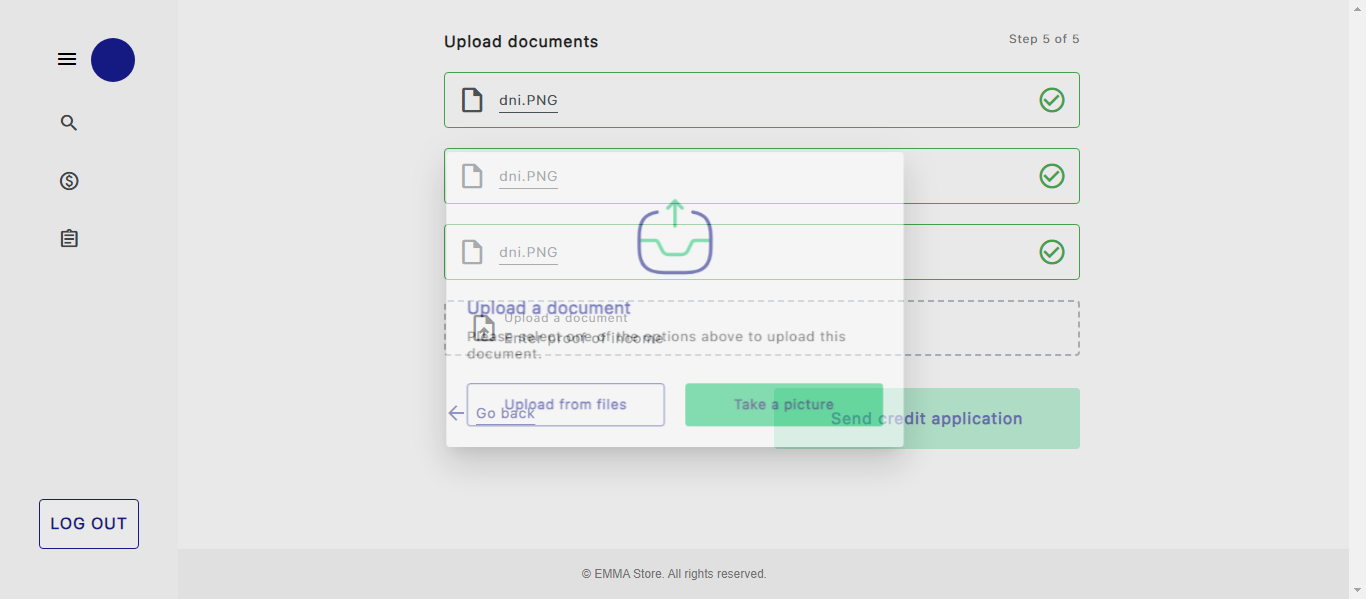 Upload documents
Step 5 of 5
dni.PNG
dni.PNG
dni.PNG
Upload a document
Upload a document
Please select one of the options above to upload this
document.
Enter proof of income
Upload from files
Take a picture
Go back
Send credit application
LOG OUT
© EMMA Store. All rights reserved.